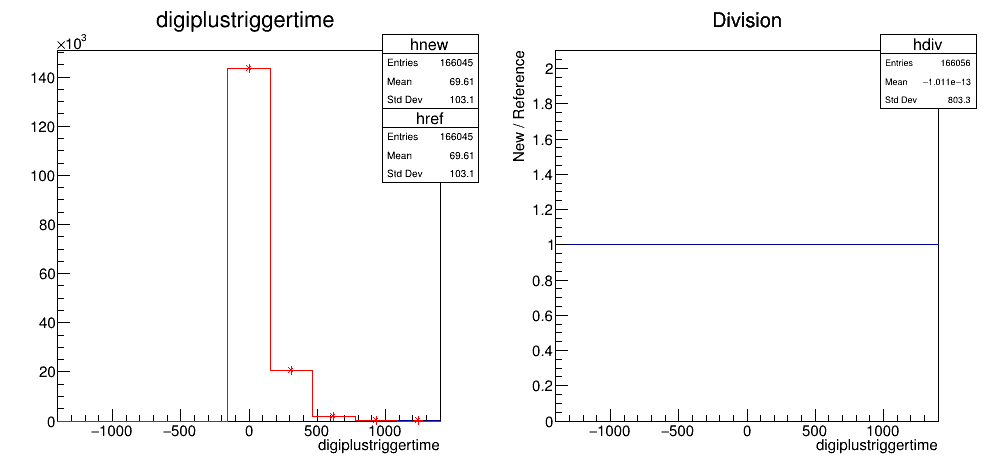 digiplustriggertime
×10³
hnew
Entries 166045
Mean 69.61
Std Dev 103.1
href
Entries 166045
Mean 69.61
Std Dev 103.1
140
120
100
80
60
40
20
0
−1000 −500 0 500 1000
digiplustriggertime
Division
hdiv
Entries 166056
Mean −1.011e−13
Std Dev 803.3
New / Reference
2
1.8
1.6
1.4
1.2
1
0.8
0.6
0.4
0.2
0
−1000 −500 0 500 1000
digiplustriggertime